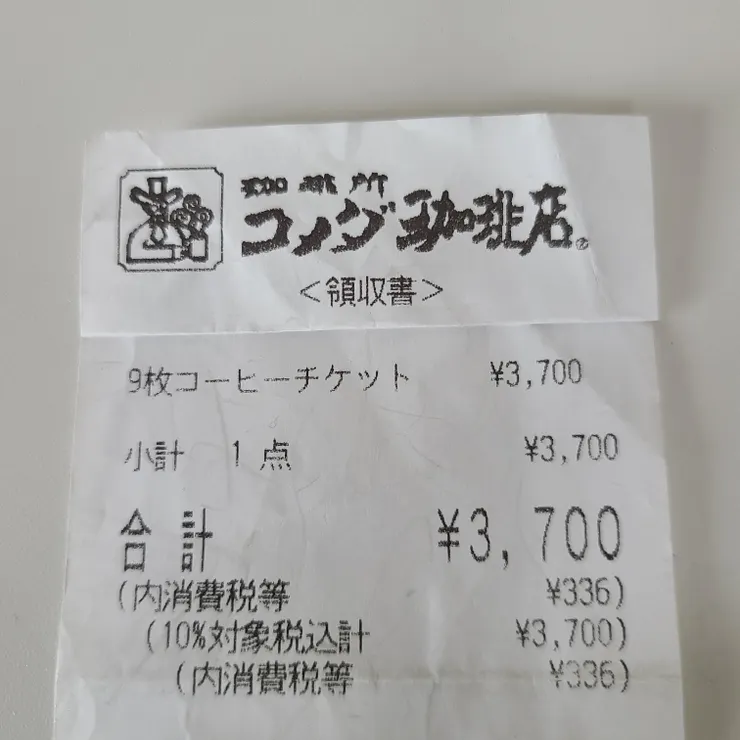 珈琲所
コメダ珈琲店®
<領収書>
9枚コーヒーチケット ¥3,700
小計 1点 ¥3,700
合計 ¥3,700
(内消費税等 ¥336)
(10%対象税込計 ¥3,700)
(内消費税等 ¥336)